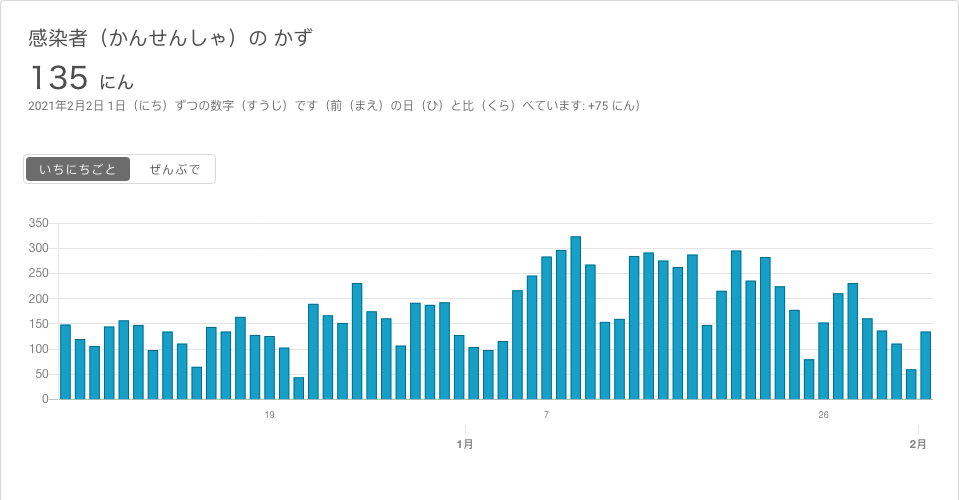 感染者（かんせんしゃ）の かず
135 にん
2021年2月2日 1日（にち）ずつの数字（すうじ）です（前（まえ）の日（ひ）と比（くら）べています: +75 にん）
いちにちごと ぜんぶで
350
300
250
200
150
100
50
0
19 7 26
1月 2月